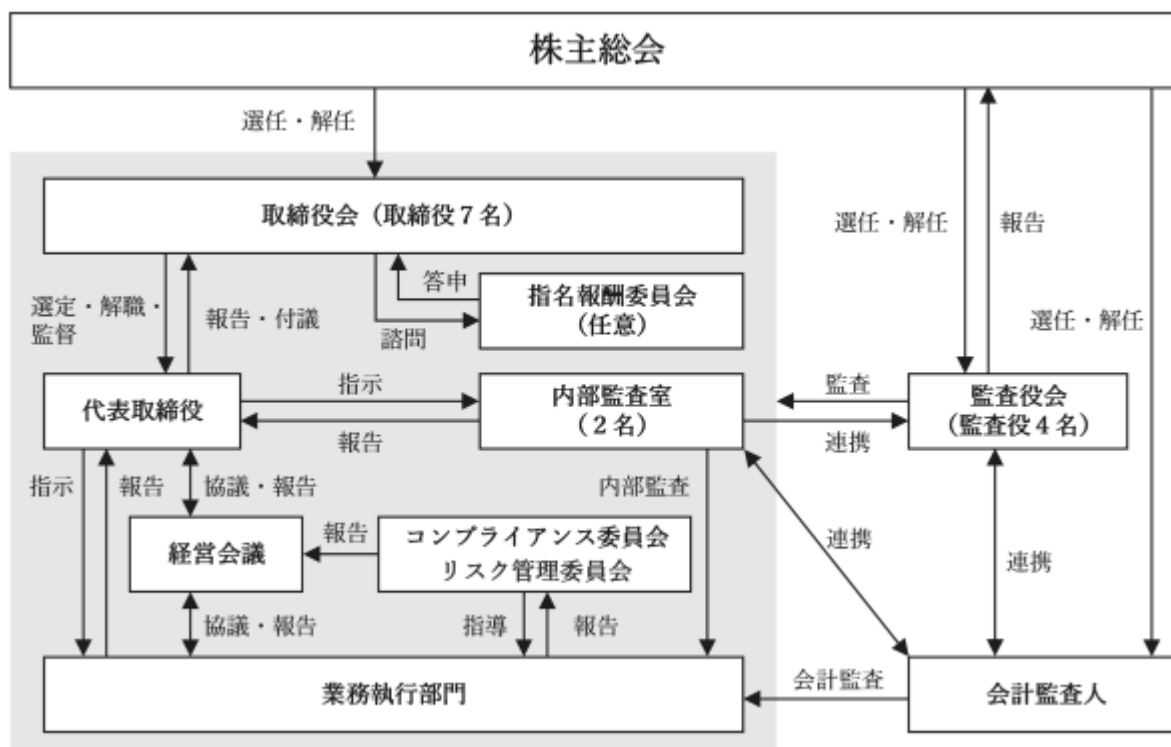 株主総会
選任・解任
取締役会（取締役７名）
選任・解任
報告
選任・解任
選定・解職・
監督
報告・付議
答申
諮問
指名報酬委員会
（任意）
代表取締役
指示
報告
内部監査室
（２名）
監査
連携
監査役会
（監査役４名）
指示
報告
協議・報告
内部監査
経営会議
報告
コンプライアンス委員会
リスク管理委員会
連携
連携
協議・報告
指導
報告
業務執行部門
会計監査
会計監査人